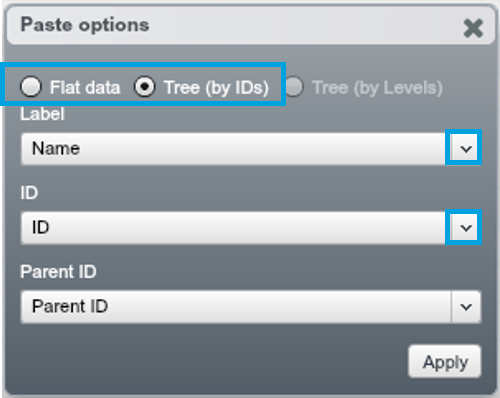 Paste options
Flat data Tree (by IDs) Tree (by Levels)
Label
Name
ID
ID
Parent ID
Parent ID
Apply